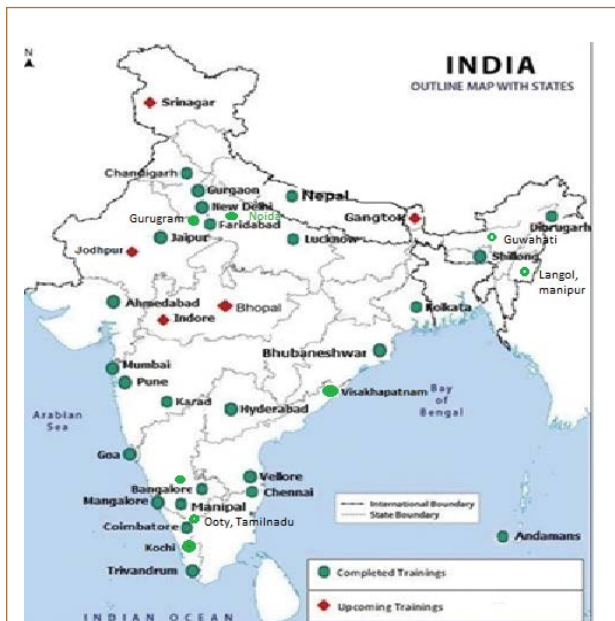 N
INDIA
OUTLINE MAP WITH STATES
Srinagar
Chandigarh
Gurgaon
New Delhi
Nepal
Gurugram
Noida
Faridabad
Gangtok
Dibrugarh
Guwahati
Jaipur
Lucknow
Jodhpur
Shillong
Langol,
manipur
Ahmedabad
Bhopal
Indore
Kolkata
Bhubaneshwar
Mumbai
Pune
Karad
Visakhapatnam
Hyderabad
Bay
of
Bengal
Arabian
Sea
Goa
Vellore
Bangalore
Chennai
Mangalore
Manipal
Ooty, Tamilnadu
Coimbatore
Kochi
Trivandrum
International Boundary
State Boundary
Andamans
Completed Trainings
Upcoming Trainings
INDIAN OCEAN